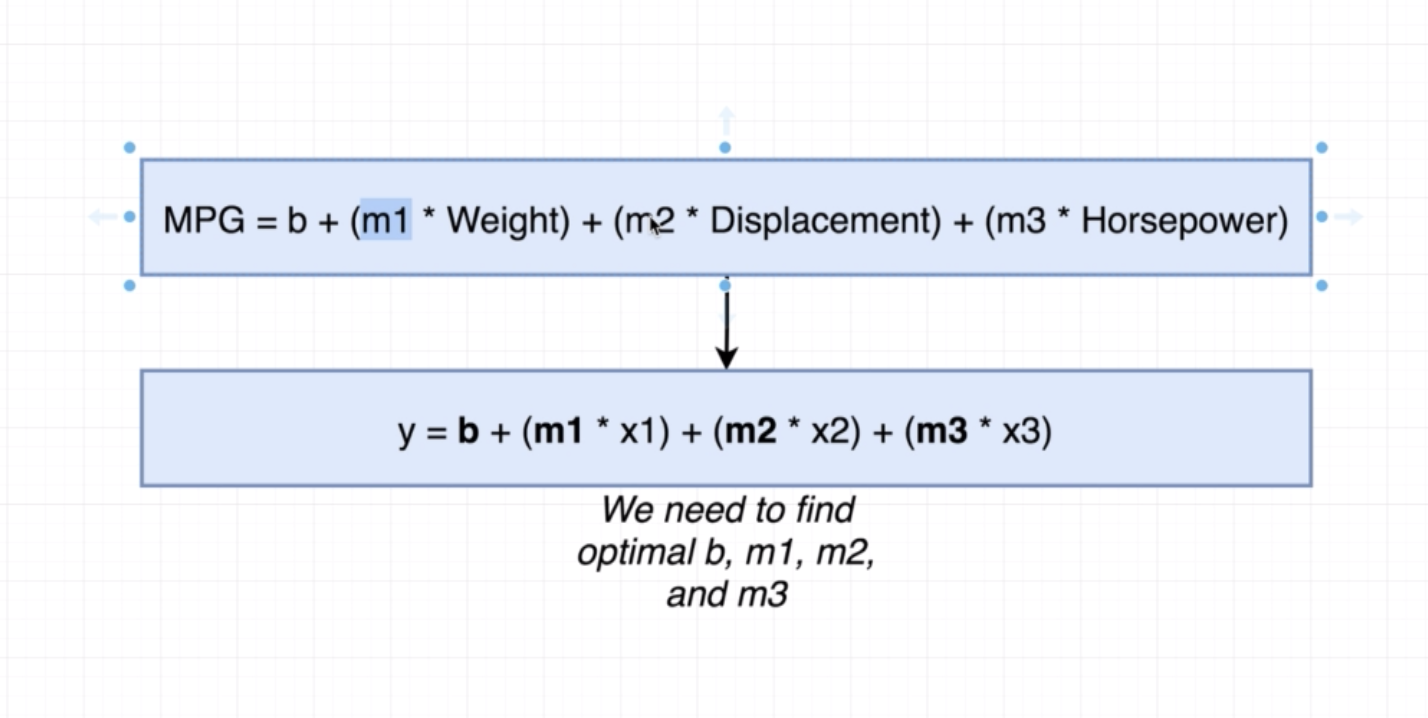 MPG = b + (m1 * Weight) + (m2 * Displacement) + (m3 * Horsepower)
y = b + (m1 * x1) + (m2 * x2) + (m3 * x3)
We need to find
optimal b, m1, m2,
and m3